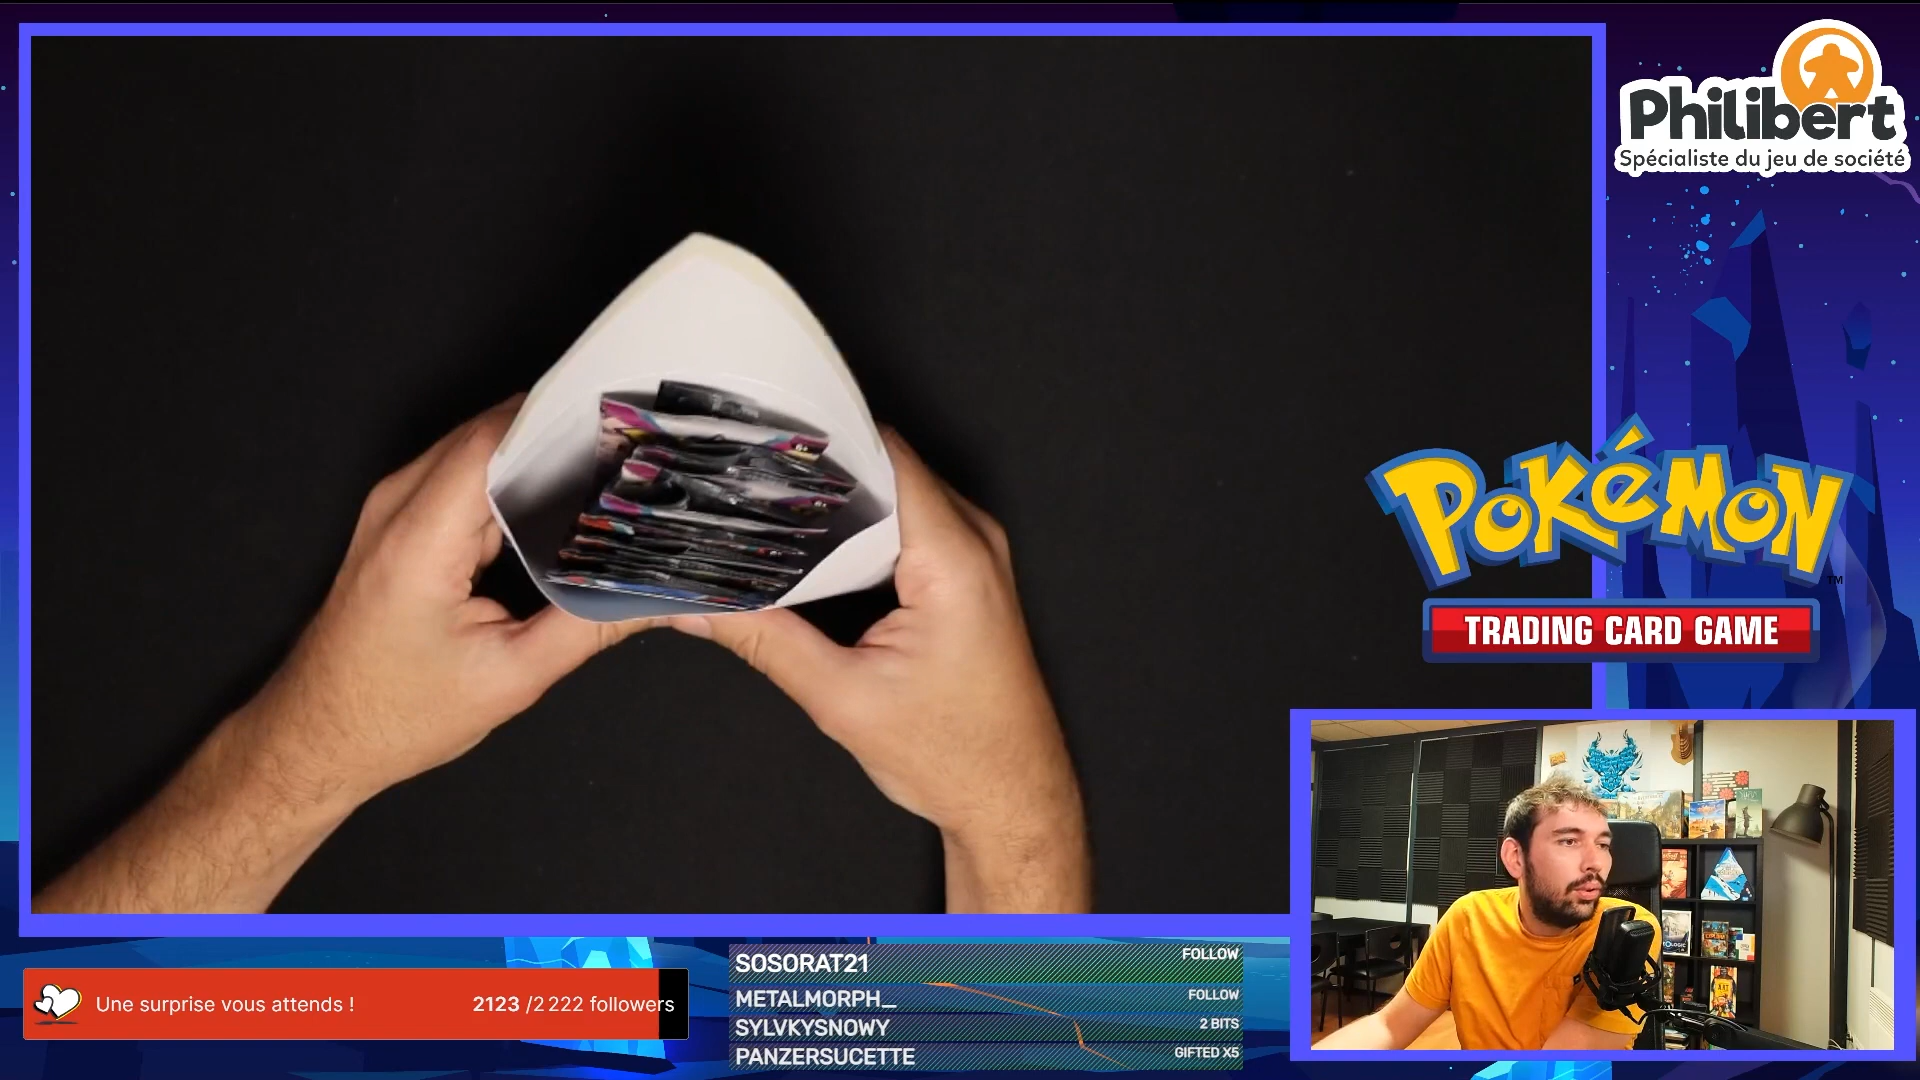 Philibert
Spécialiste du jeu de société
POKéMON
TM
TRADING CARD GAME
Une surprise vous attends !
2123 /2 222 followers
SOSORAT21 FOLLOW
METALMORPH_ FOLLOW
SYLVKYSNOWY 2 BITS
PANZERSUCETTE GIFTED X5